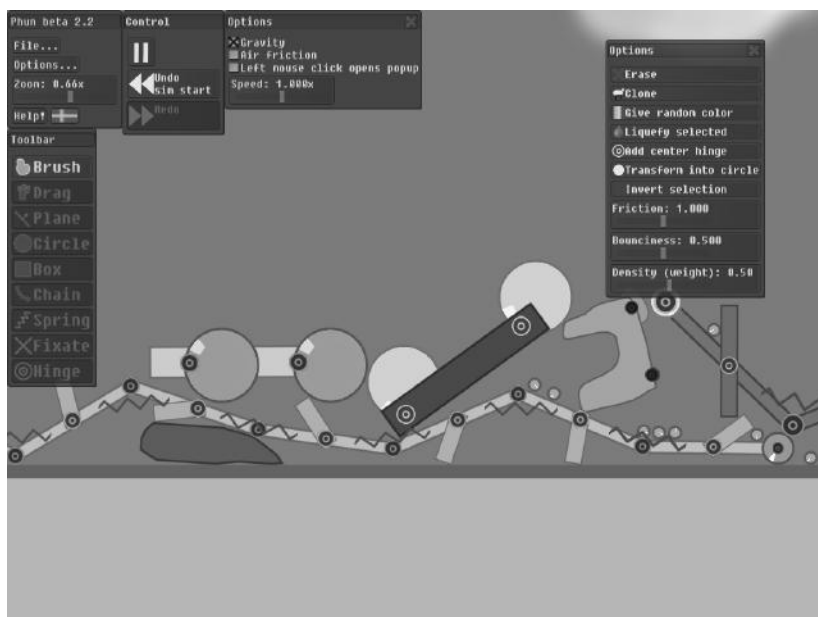 Phun beta 2.2
File...
Options...
Zoom: 0.66x
Help!
Control
Undo
sim start
Redo
Options
Gravity
Air friction
Left mouse click opens popup
Speed: 1.000x
Toolbar
Brush
Drag
Plane
Circle
Box
Chain
Spring
Fixate
Hinge
Options
Erase
Clone
Give random color
Liquefy selected
Add center hinge
Transform into circle
Invert selection
Friction: 1.000
Bounciness: 0.500
Density (weight): 0.50